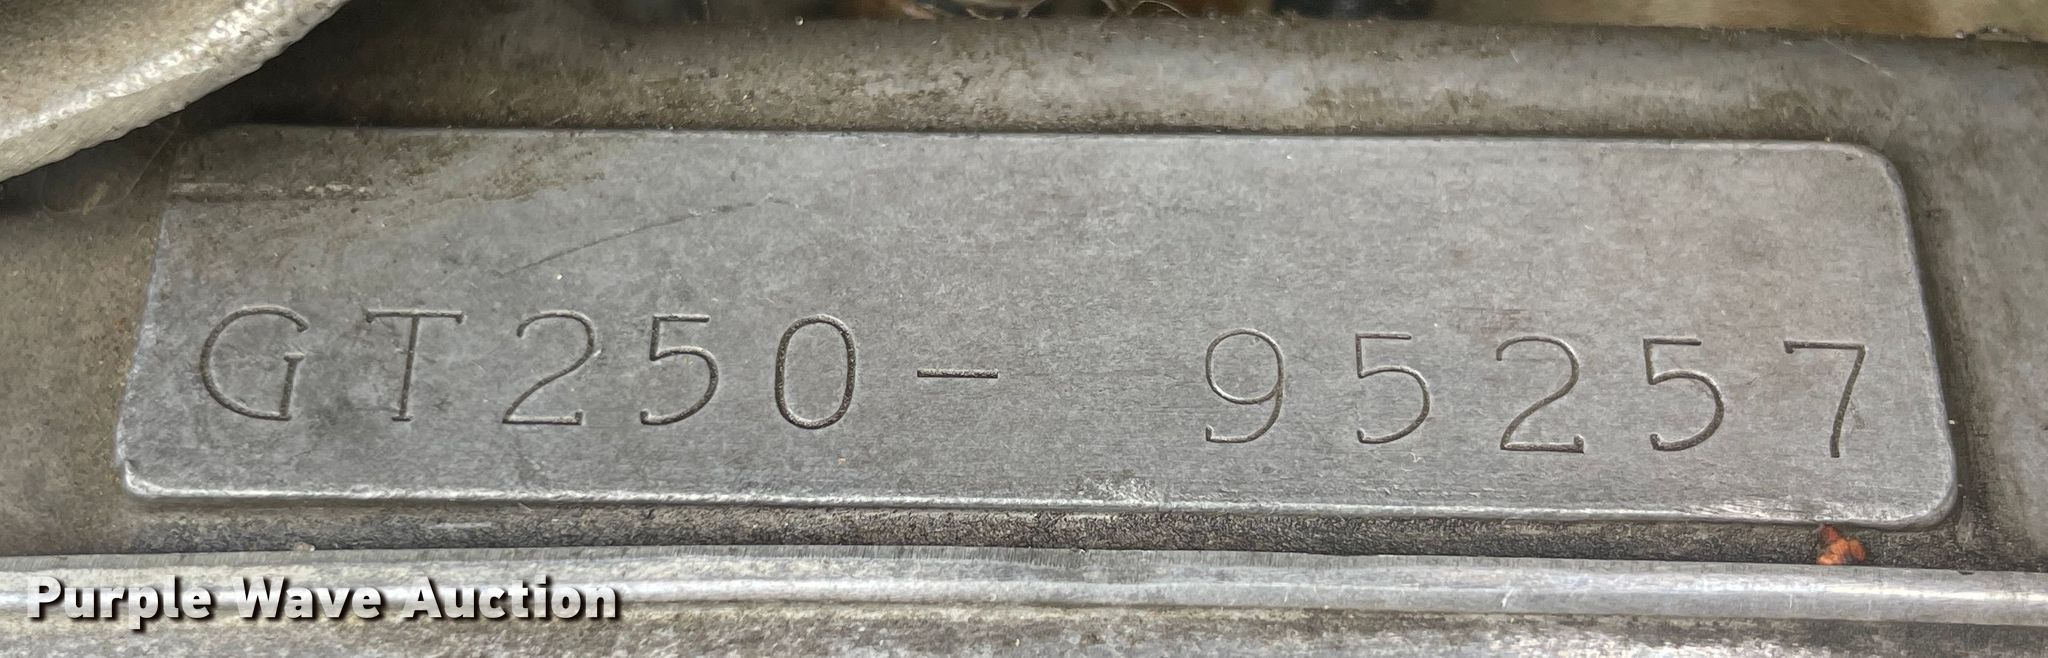 GT250- 95257
Purple Wave Auction